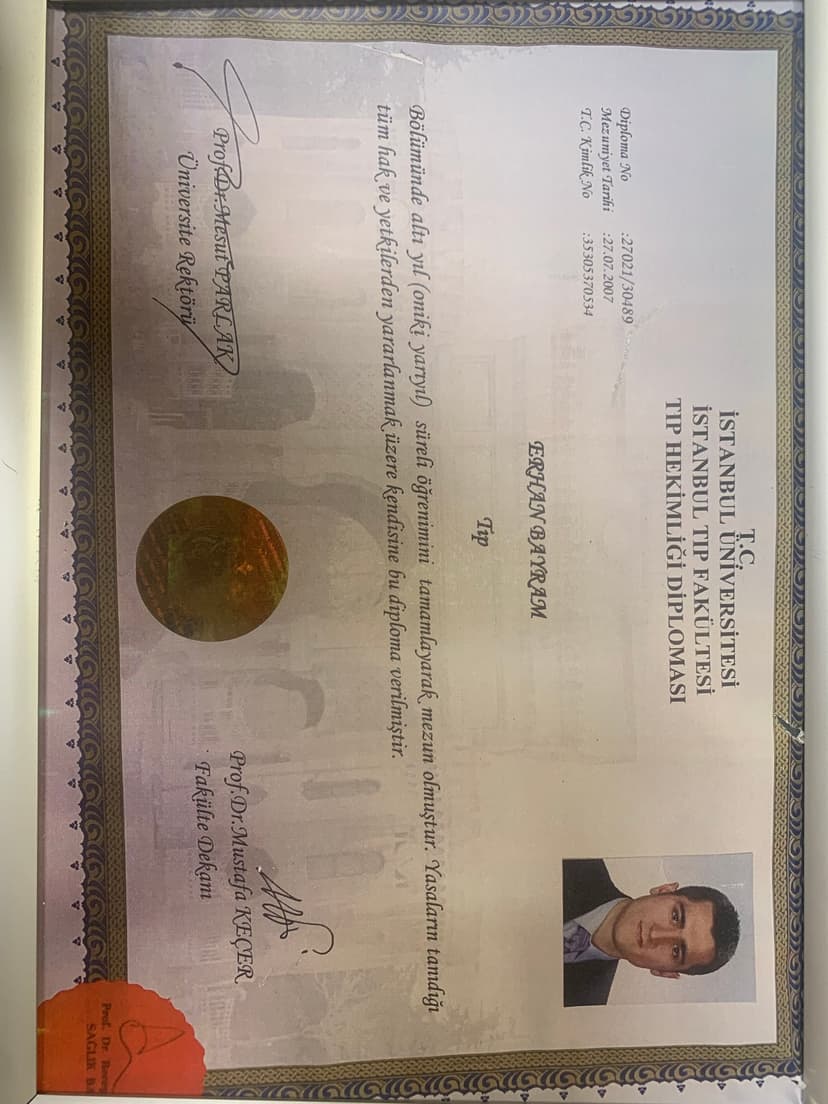 T.C.
İSTANBUL ÜNİVERSİTESİ
İSTANBUL TIP FAKÜLTESİ
TIP HEKİMLİĞİ DİPLOMASI
Diploma No :27021/30489
Mezuniyet Tarihi :27.07.2007
T.C. Kimlik No :35305370534
ERHAN BAYRAM
Tıp
Bölümünde altı yıl (oniki yarıyıl) süreli öğrenimini tamamlayarak mezun olmuştur. Yasaların tanıdığı
tüm hak ve yetkilerden yararlanmak üzere kendisine bu diploma verilmiştir.
Prof.Dr.Mesut PARLAK
Üniversite Rektörü
Prof.Dr.Mustafa KEÇER
Fakülte Dekanı
Prof. Dr.
SAĞLIK